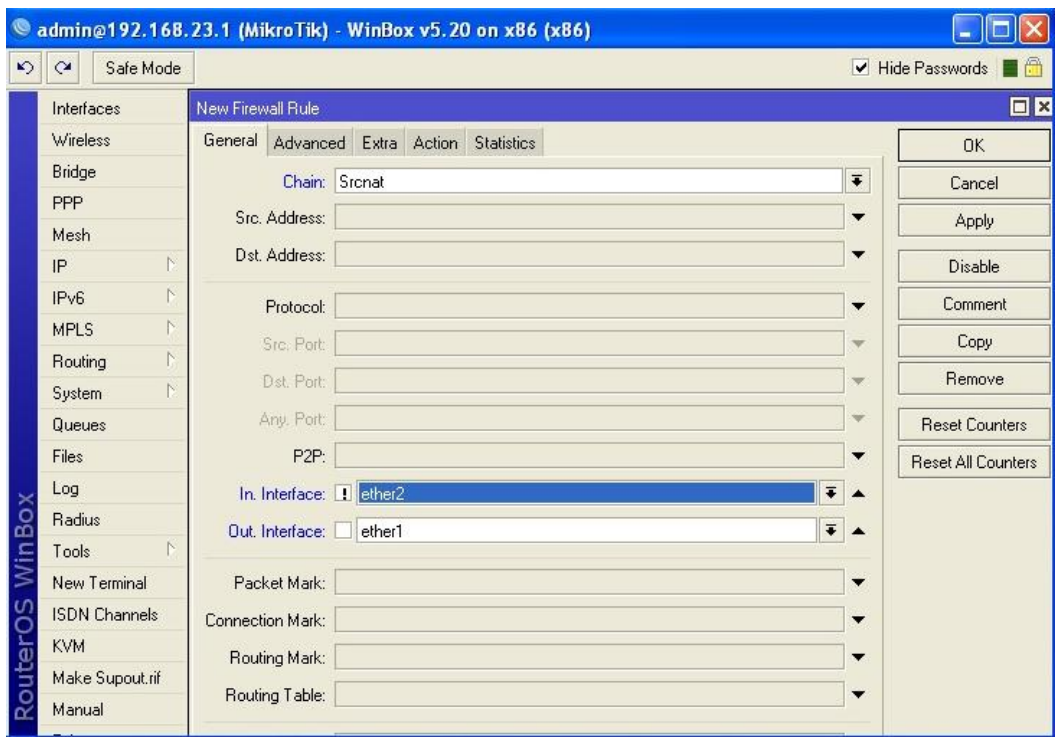 admin@192.168.23.1 (MikroTik) - WinBox v5.20 on x86 (x86)
Safe Mode
Hide Passwords
RouterOS WinBox
Interfaces
Wireless
Bridge
PPP
Mesh
IP
IPv6
MPLS
Routing
System
Queues
Files
Log
Radius
Tools
New Terminal
ISDN Channels
KVM
Make Supout.rif
Manual
New Firewall Rule
General Advanced Extra Action Statistics
Chain: Srcnat
Src. Address:
Dst. Address:
Protocol:
Src. Port:
Dst. Port:
Any. Port:
P2P:
In. Interface: ! ether2
Out. Interface: ether1
Packet Mark:
Connection Mark:
Routing Mark:
Routing Table:
OK
Cancel
Apply
Disable
Comment
Copy
Remove
Reset Counters
Reset All Counters